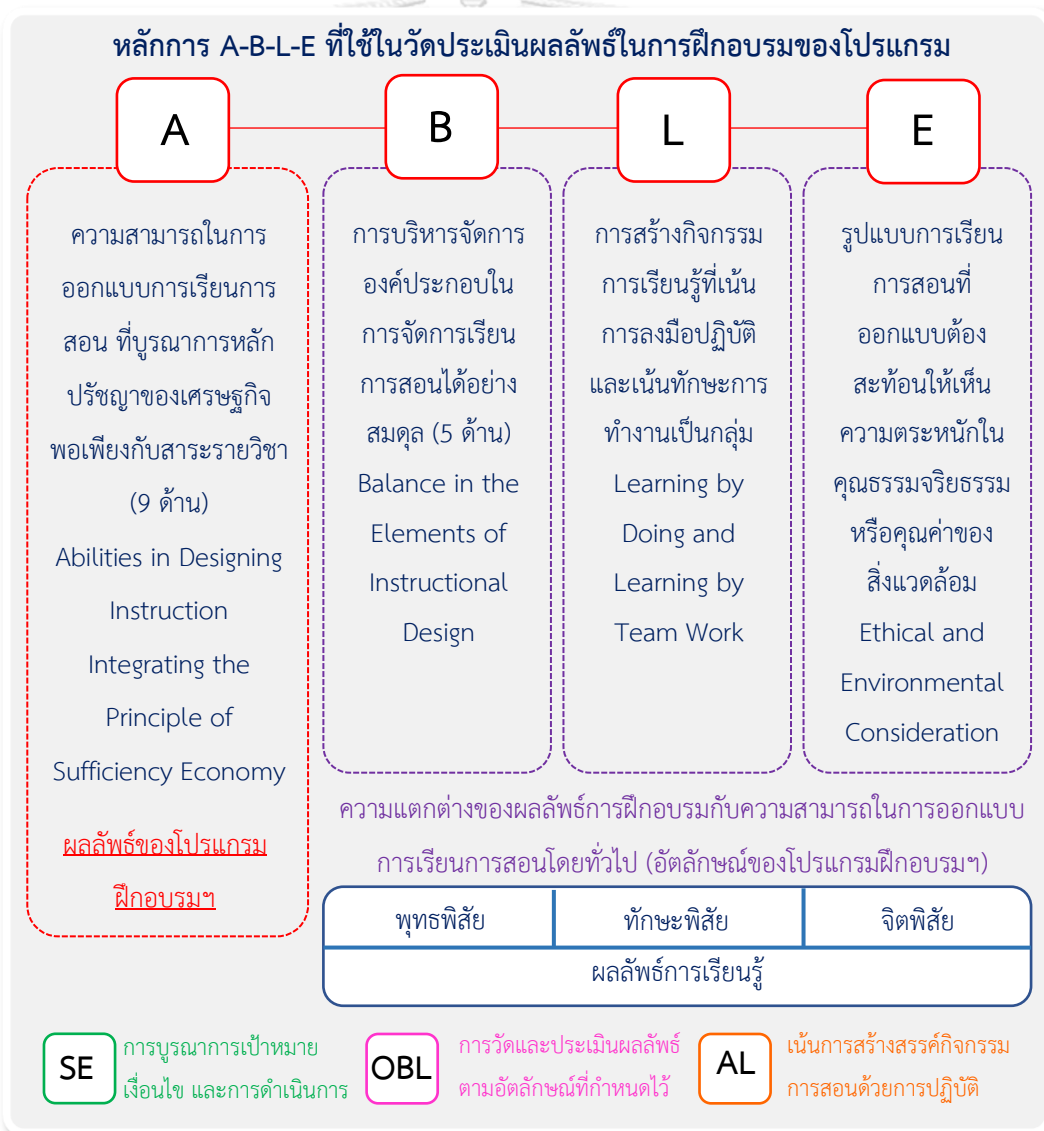 หลักการ A-B-L-E ที่ใช้ในวัดประเมินผลลัพธ์ในการฝึกอบรมของโปรแกรม
A
B
L
E
ความสามารถในการ
ออกแบบการเรียนการ
สอน ที่บูรณาการหลัก
ปรัชญาของเศรษฐกิจ
พอเพียงกับสาระรายวิชา
(9 ด้าน)
Abilities in Designing
Instruction
Integrating the
Principle of
Sufficiency Economy
ผลลัพธ์ของโปรแกรม
ฝึกอบรมฯ
การบริหารจัดการ
องค์ประกอบใน
การจัดการเรียน
การสอนได้อย่าง
สมดุล (5 ด้าน)
Balance in the
Elements of
Instructional
Design
การสร้างกิจกรรม
การเรียนรู้ที่เน้น
การลงมือปฏิบัติ
และเน้นทักษะการ
ทำงานเป็นกลุ่ม
Learning by
Doing and
Learning by
Team Work
รูปแบบการเรียน
การสอนที่
ออกแบบต้อง
สะท้อนให้เห็น
ความตระหนักใน
คุณธรรมจริยธรรม
หรือคุณค่าของ
สิ่งแวดล้อม
Ethical and
Environmental
Consideration
ความแตกต่างของผลลัพธ์การฝึกอบรมกับความสามารถในการออกแบบ
การเรียนการสอนโดยทั่วไป (อัตลักษณ์ของโปรแกรมฝึกอบรมฯ)
พุทธพิสัย
ทักษะพิสัย
จิตพิสัย
ผลลัพธ์การเรียนรู้
SE
การบูรณาการเป้าหมาย
เงื่อนไข และการดำเนินการ
OBL
การวัดและประเมินผลลัพธ์
ตามอัตลักษณ์ที่กำหนดไว้
AL
เน้นการสร้างสรรค์กิจกรรม
การสอนด้วยการปฏิบัติ